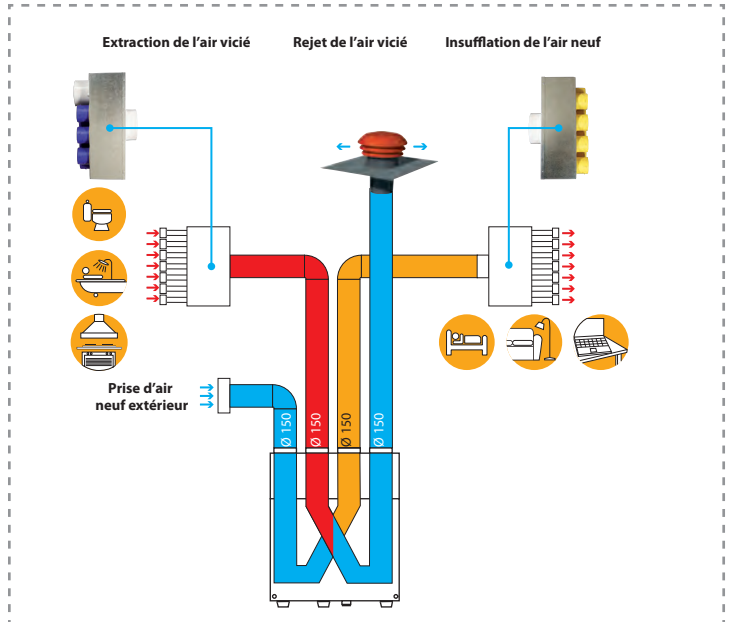 Extraction de l'air vicié
Rejet de l'air vicié
Insufflation de l'air neuf
Prise d'air
neuf extérieur
Ø 150
Ø 150
Ø 150
Ø 150